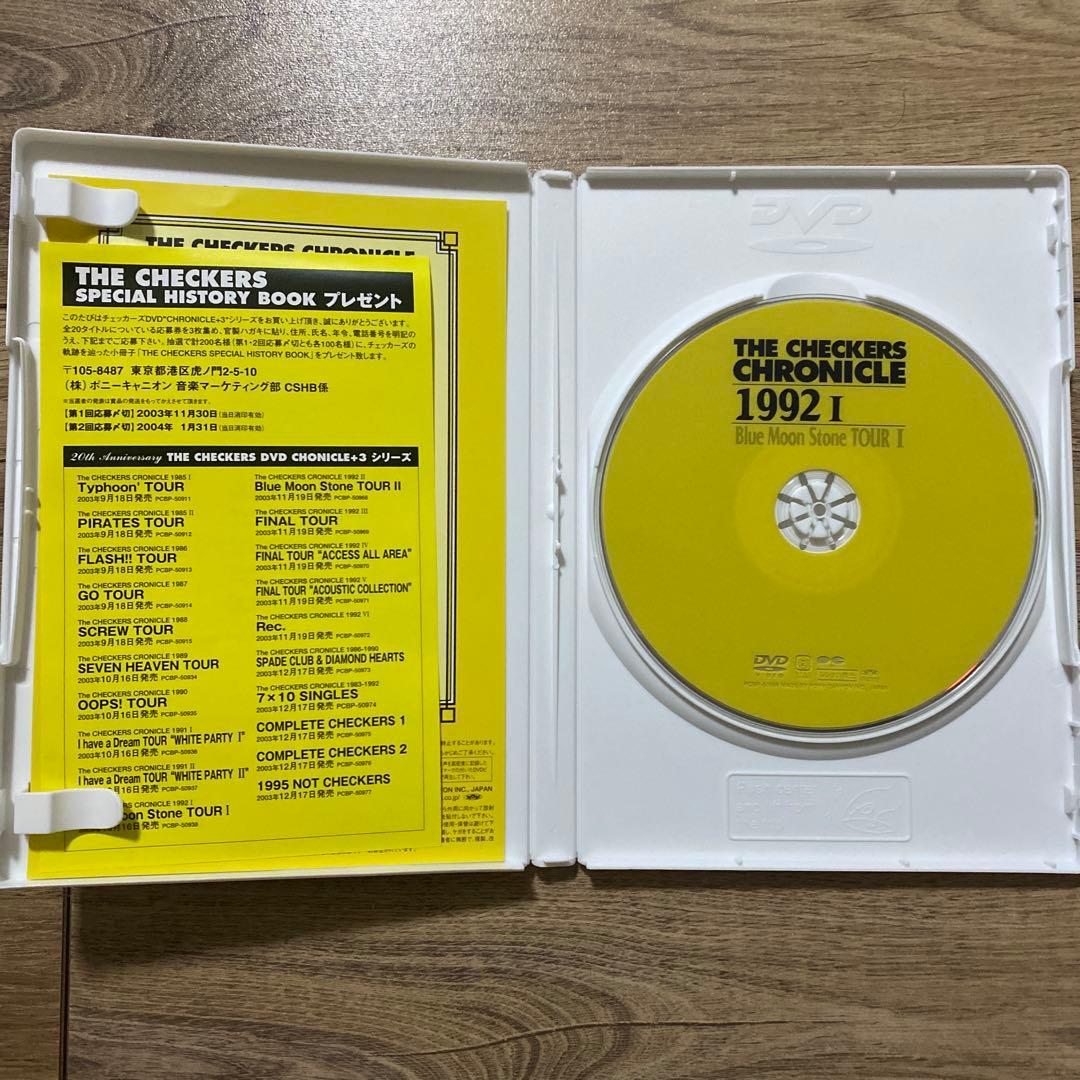 THE CHECKERS CHRONICLE
THE CHECKERS
SPECIAL HISTORY BOOK プレゼント
このたびはチェッカーズDVD"CHRONICLE+3"シリーズをお買い上げ頂き、誠にありがとうございます。
全20タイトルについている応募券を3枚集め、官製ハガキに貼り、住所、氏名、年令、電話番号を明記の
うえ、下記までご応募下さい。抽選で計200名様(第1・2回応募〆切とも各100名様)に、チェッカーズの
軌跡を辿った小冊子「THE CHECKERS SPECIAL HISTORY BOOK」をプレゼント致します。
〒105-8487 東京都港区虎ノ門2-5-10
(株)ポニーキャニオン 音楽マーケティング部 CSHB係
※当選者の発表は賞品の発送をもってかえさせて頂きます。
【第1回応募〆切】2003年11月30日(当日消印有効)
【第2回応募〆切】2004年 1月31日(当日消印有効)
20th Anniversary THE CHECKERS DVD CHONICLE+3 シリーズ
The CHECKERS CRONICLE 1985 I
Typhoon' TOUR
2003年9月18日発売 PCBP-50911
The CHECKERS CRONICLE 1985 II
PIRATES TOUR
2003年9月18日発売 PCBP-50912
The CHECKERS CRONICLE 1986
FLASH!! TOUR
2003年9月18日発売 PCBP-50913
The CHECKERS CRONICLE 1987
GO TOUR
2003年9月18日発売 PCBP-50914
The CHECKERS CRONICLE 1988
SCREW TOUR
2003年9月18日発売 PCBP-50915
The CHECKERS CRONICLE 1989
SEVEN HEAVEN TOUR
2003年10月16日発売 PCBP-50934
The CHECKERS CRONICLE 1990
OOPS! TOUR
2003年10月16日発売 PCBP-50935
The CHECKERS CRONICLE 1991 I
I have a Dream TOUR "WHITE PARTY I"
2003年10月16日発売 PCBP-50936
The CHECKERS CRONICLE 1991 II
I have a Dream TOUR "WHITE PARTY II"
月16日発売 PCBP-50937
CHECKERS CRONICLE 1992 I
oon Stone TOUR I
月16日発売 PCBP-50938
The CHECKERS CRONICLE 1992 II
Blue Moon Stone TOUR II
2003年11月19日発売 PCBP-50968
The CHECKERS CRONICLE 1992 III
FINAL TOUR
2003年11月19日発売 PCBP-50969
The CHECKERS CRONICLE 1992 IV
FINAL TOUR "ACCESS ALL AREA"
2003年11月19日発売 PCBP-50970
The CHECKERS CRONICLE 1992 V
FINAL TOUR "ACOUSTIC COLLECTION"
2003年11月19日発売 PCBP-50971
The CHECKERS CRONICLE 1992 VI
Rec.
2003年11月19日発売 PCBP-50972
The CHECKERS CRONICLE 1986-1990
SPADE CLUB & DIAMOND HEARTS
2003年12月17日発売 PCBP-50973
The CHECKERS CRONICLE 1983-1992
7×10 SINGLES
2003年12月17日発売 PCBP-50974
COMPLETE CHECKERS 1
2003年12月17日発売 PCBP-50975
COMPLETE CHECKERS 2
2003年12月17日発売 PCBP-50976
1995 NOT CHECKERS
2003年12月17日発売 PCBP-50977
ON INC., JAPAN
.co.jp/
DVD
THE CHECKERS
CHRONICLE
1992 I
Blue Moon Stone TOUR I
DVD
VIDEO